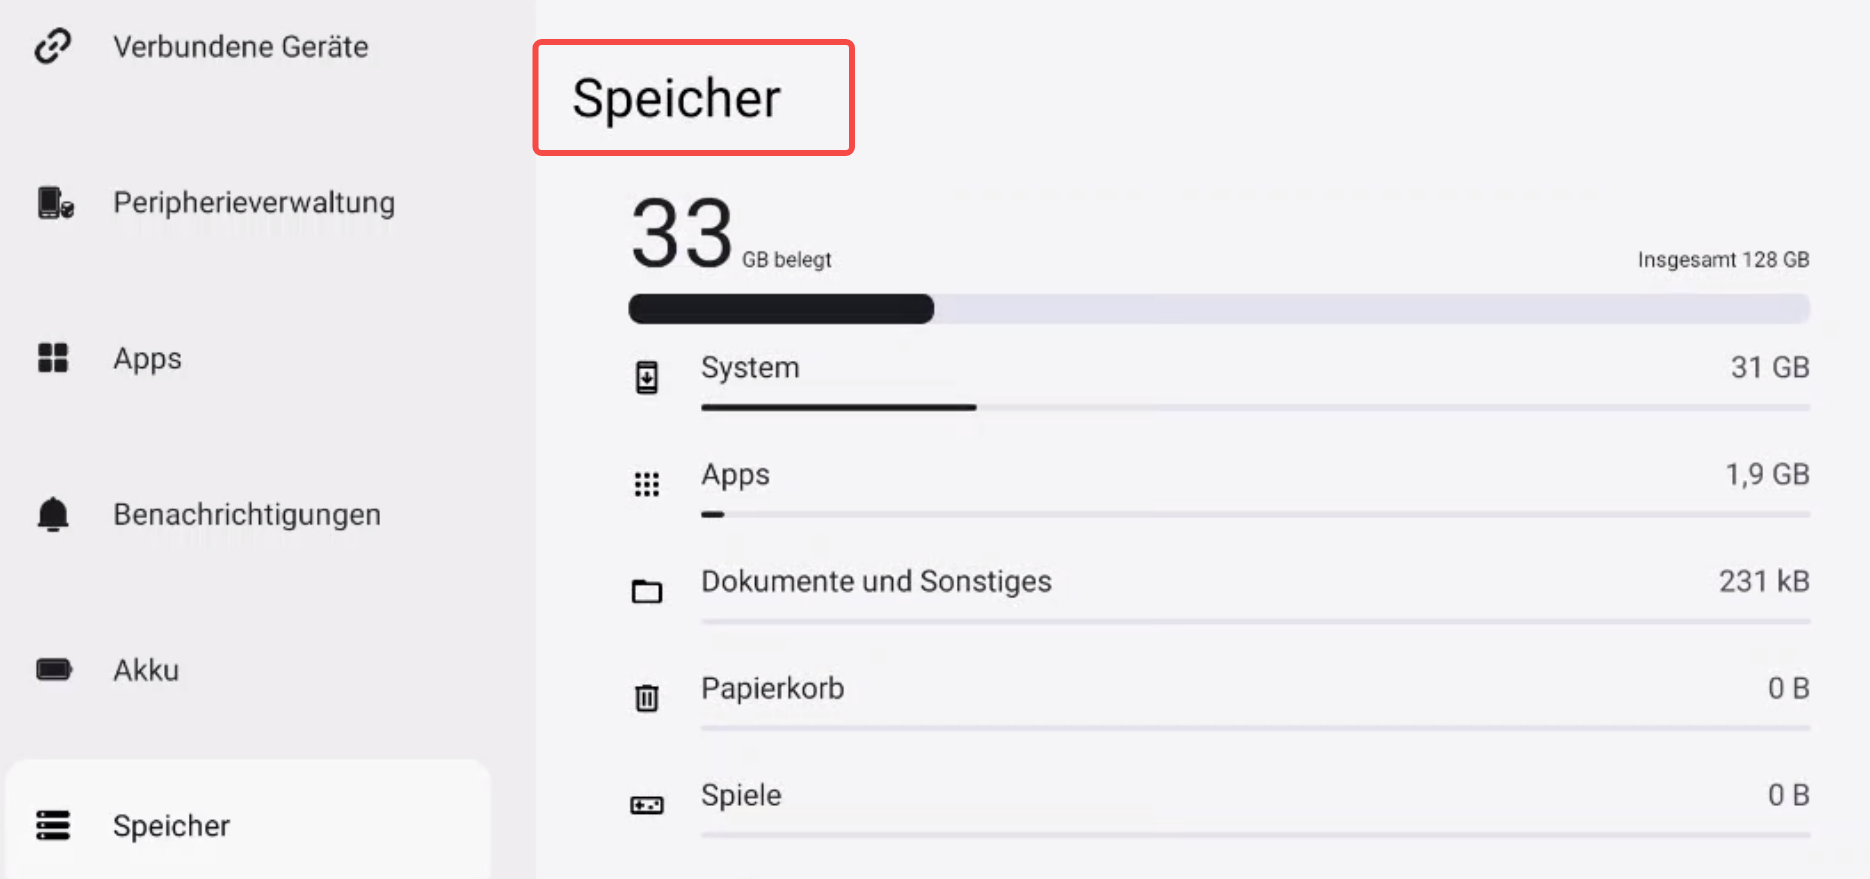 Verbundene Geräte
Peripherieverwaltung
Apps
Benachrichtigungen
Akku
Speicher
Speicher
33 GB belegt
Insgesamt 128 GB
System
31 GB
Apps
1,9 GB
Dokumente und Sonstiges
231 kB
Papierkorb
0 B
Spiele
0 B